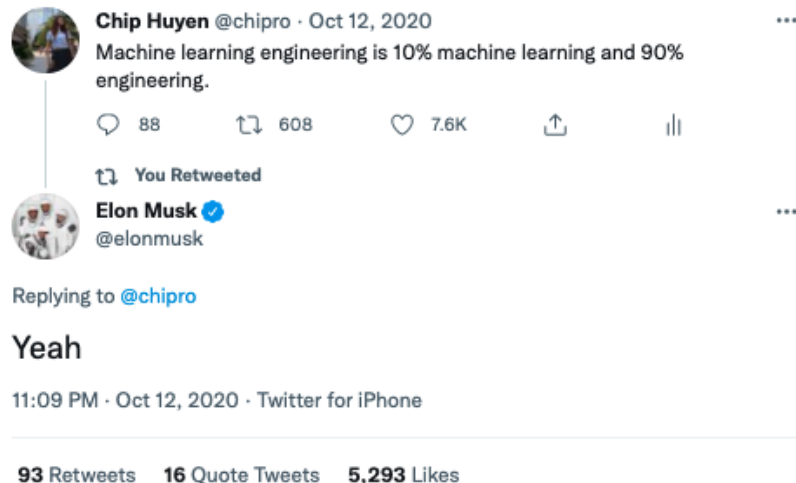 Chip Huyen @chipro · Oct 12, 2020
Machine learning engineering is 10% machine learning and 90%
engineering.
88 608 7.6K
You Retweeted
Elon Musk
@elonmusk
Replying to @chipro
Yeah
11:09 PM · Oct 12, 2020 · Twitter for iPhone
93 Retweets 16 Quote Tweets 5,293 Likes